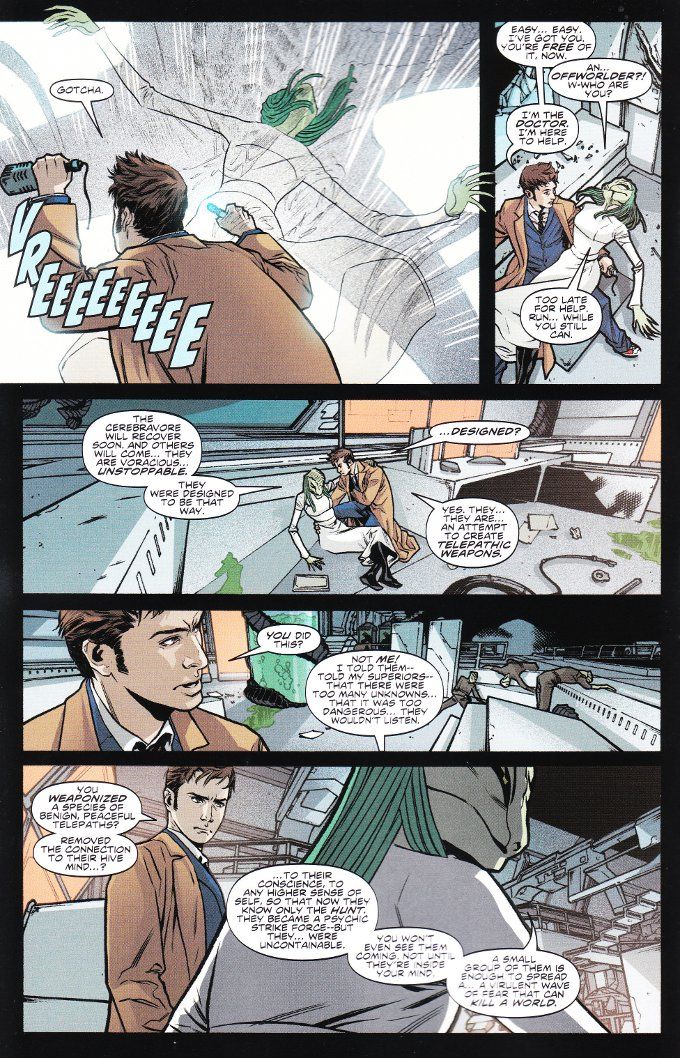 GOTCHA.
VREEEEEEEEE
EASY... EASY.
I'VE GOT YOU.
YOU'RE FREE OF
IT, NOW.
AN...
OFFWORLDER?!
W-WHO ARE
YOU?
I'M THE
DOCTOR.
I'M HERE
TO HELP.
TOO LATE
FOR HELP.
RUN... WHILE
YOU STILL
CAN.
THE
CEREBRAVORE
WILL RECOVER
SOON. AND OTHERS
WILL COME... THEY
ARE VORACIOUS...
UNSTOPPABLE.
THEY
WERE DESIGNED
TO BE THAT
WAY.
...DESIGNED?
YES. THEY...
THEY ARE...
AN ATTEMPT
TO CREATE
TELEPATHIC
WEAPONS.
YOU DID
THIS?
NOT ME!
I TOLD THEM--
TOLD MY SUPERIORS--
THAT THERE WERE
TOO MANY UNKNOWNS...
THAT IT WAS TOO
DANGEROUS... THEY
WOULDN'T LISTEN.
YOU
WEAPONIZED
A SPECIES OF
BENIGN, PEACEFUL
TELEPATHS?
REMOVED
THE CONNECTION
TO THEIR HIVE
MIND...?
...TO THEIR
CONSCIENCE, TO
ANY HIGHER SENSE OF
SELF, SO THAT NOW THEY
KNOW ONLY THE HUNT.
THEY BECAME A PSYCHIC
STRIKE FORCE--BUT
THEY... WERE
UNCONTAINABLE.
YOU WON'T
EVEN SEE THEM
COMING. NOT UNTIL
THEY'RE INSIDE
YOUR MIND.
A SMALL
GROUP OF THEM IS
ENOUGH TO SPREAD
A... A VIRULENT WAVE
OF FEAR THAT CAN
KILL A WORLD.